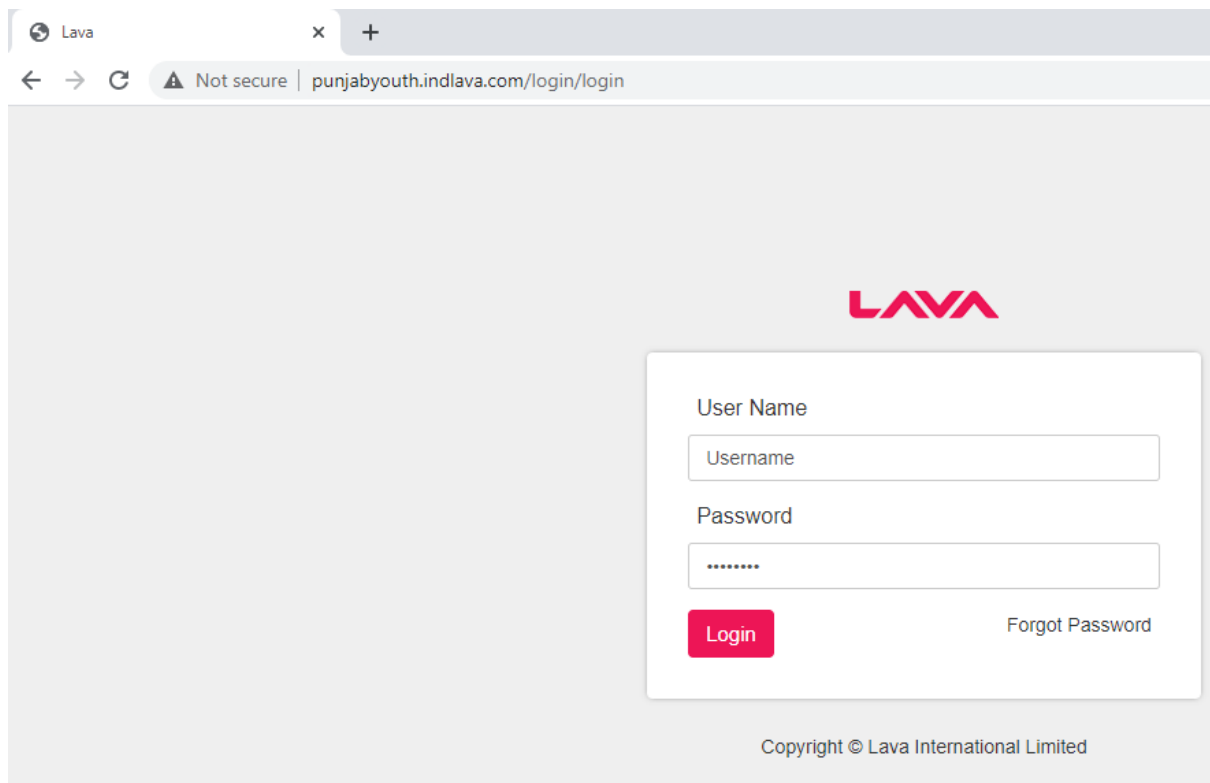 Lava
Not secure | punjabyouth.indlava.com/login/login
LAVA
User Name
Username
Password
••••••••
Login
Forgot Password
Copyright © Lava International Limited